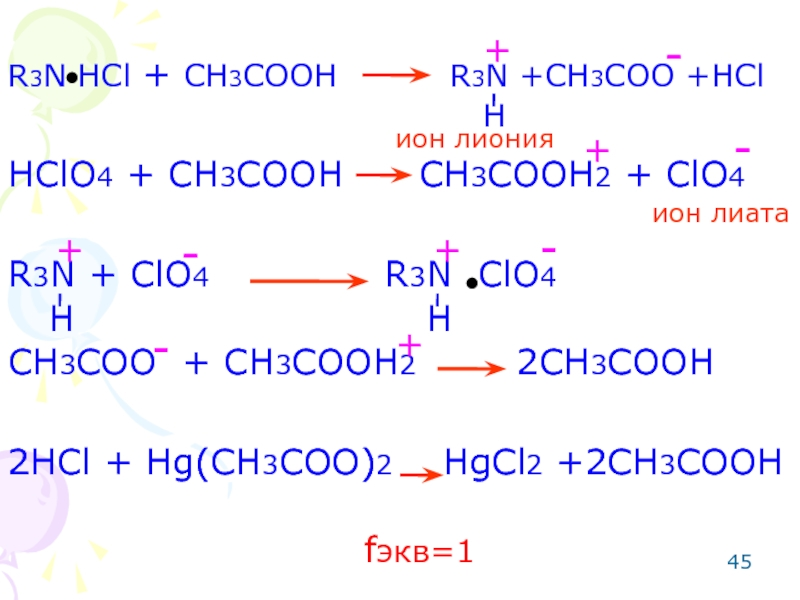 R₃N•HCl + CH₃COOH → R₃N⁺ + CH₃COO⁻ + HCl
H
ион лиония
HClO₄ + CH₃COOH → CH₃COOH₂⁺ + ClO₄⁻
ион лиата
R₃N⁺ + ClO₄⁻ → R₃N⁺ • ClO₄⁻
H H
CH₃COO⁻ + CH₃COOH₂⁺ → 2CH₃COOH
2HCl + Hg(CH₃COO)₂ → HgCl₂ +2CH₃COOH
fэкв=1
45